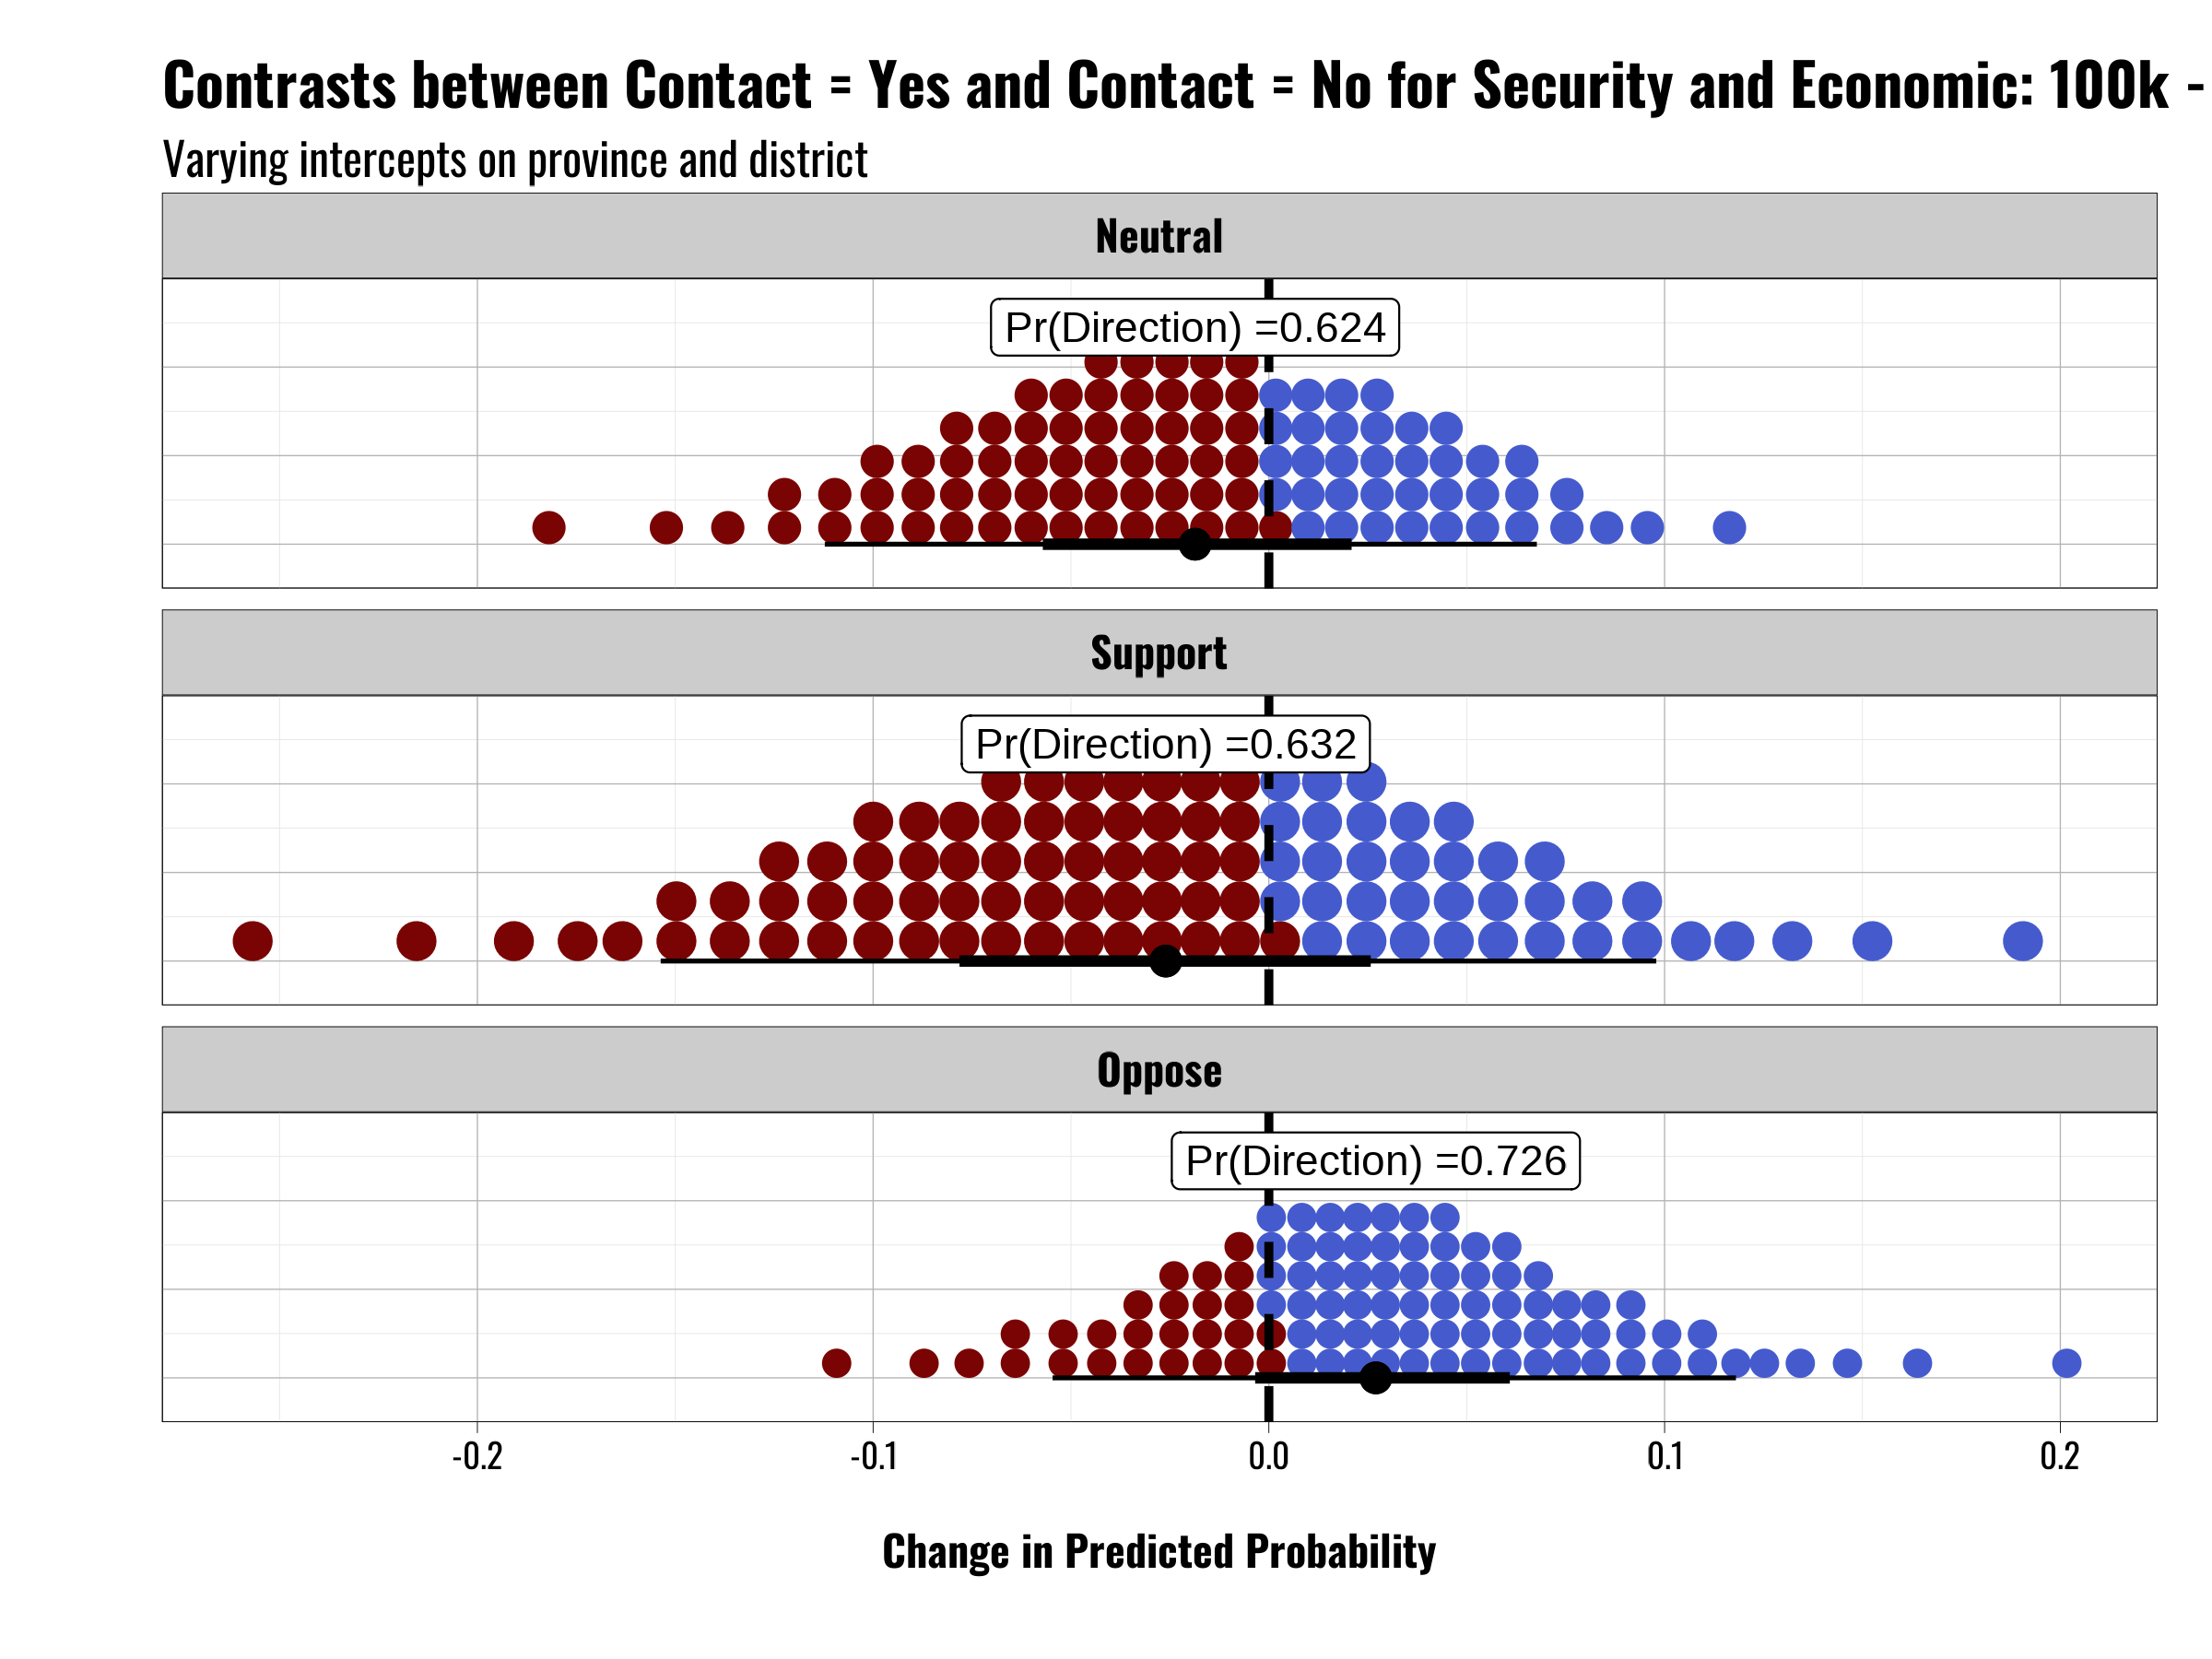 Contrasts between Contact = Yes and Contact = No for Security and Economic: 100k -
Varying intercepts on province and district
Neutral
Pr(Direction) =0.624
Support
Pr(Direction) =0.632
Oppose
Pr(Direction) =0.726
-0.2 -0.1 0.0 0.1 0.2
Change in Predicted Probability